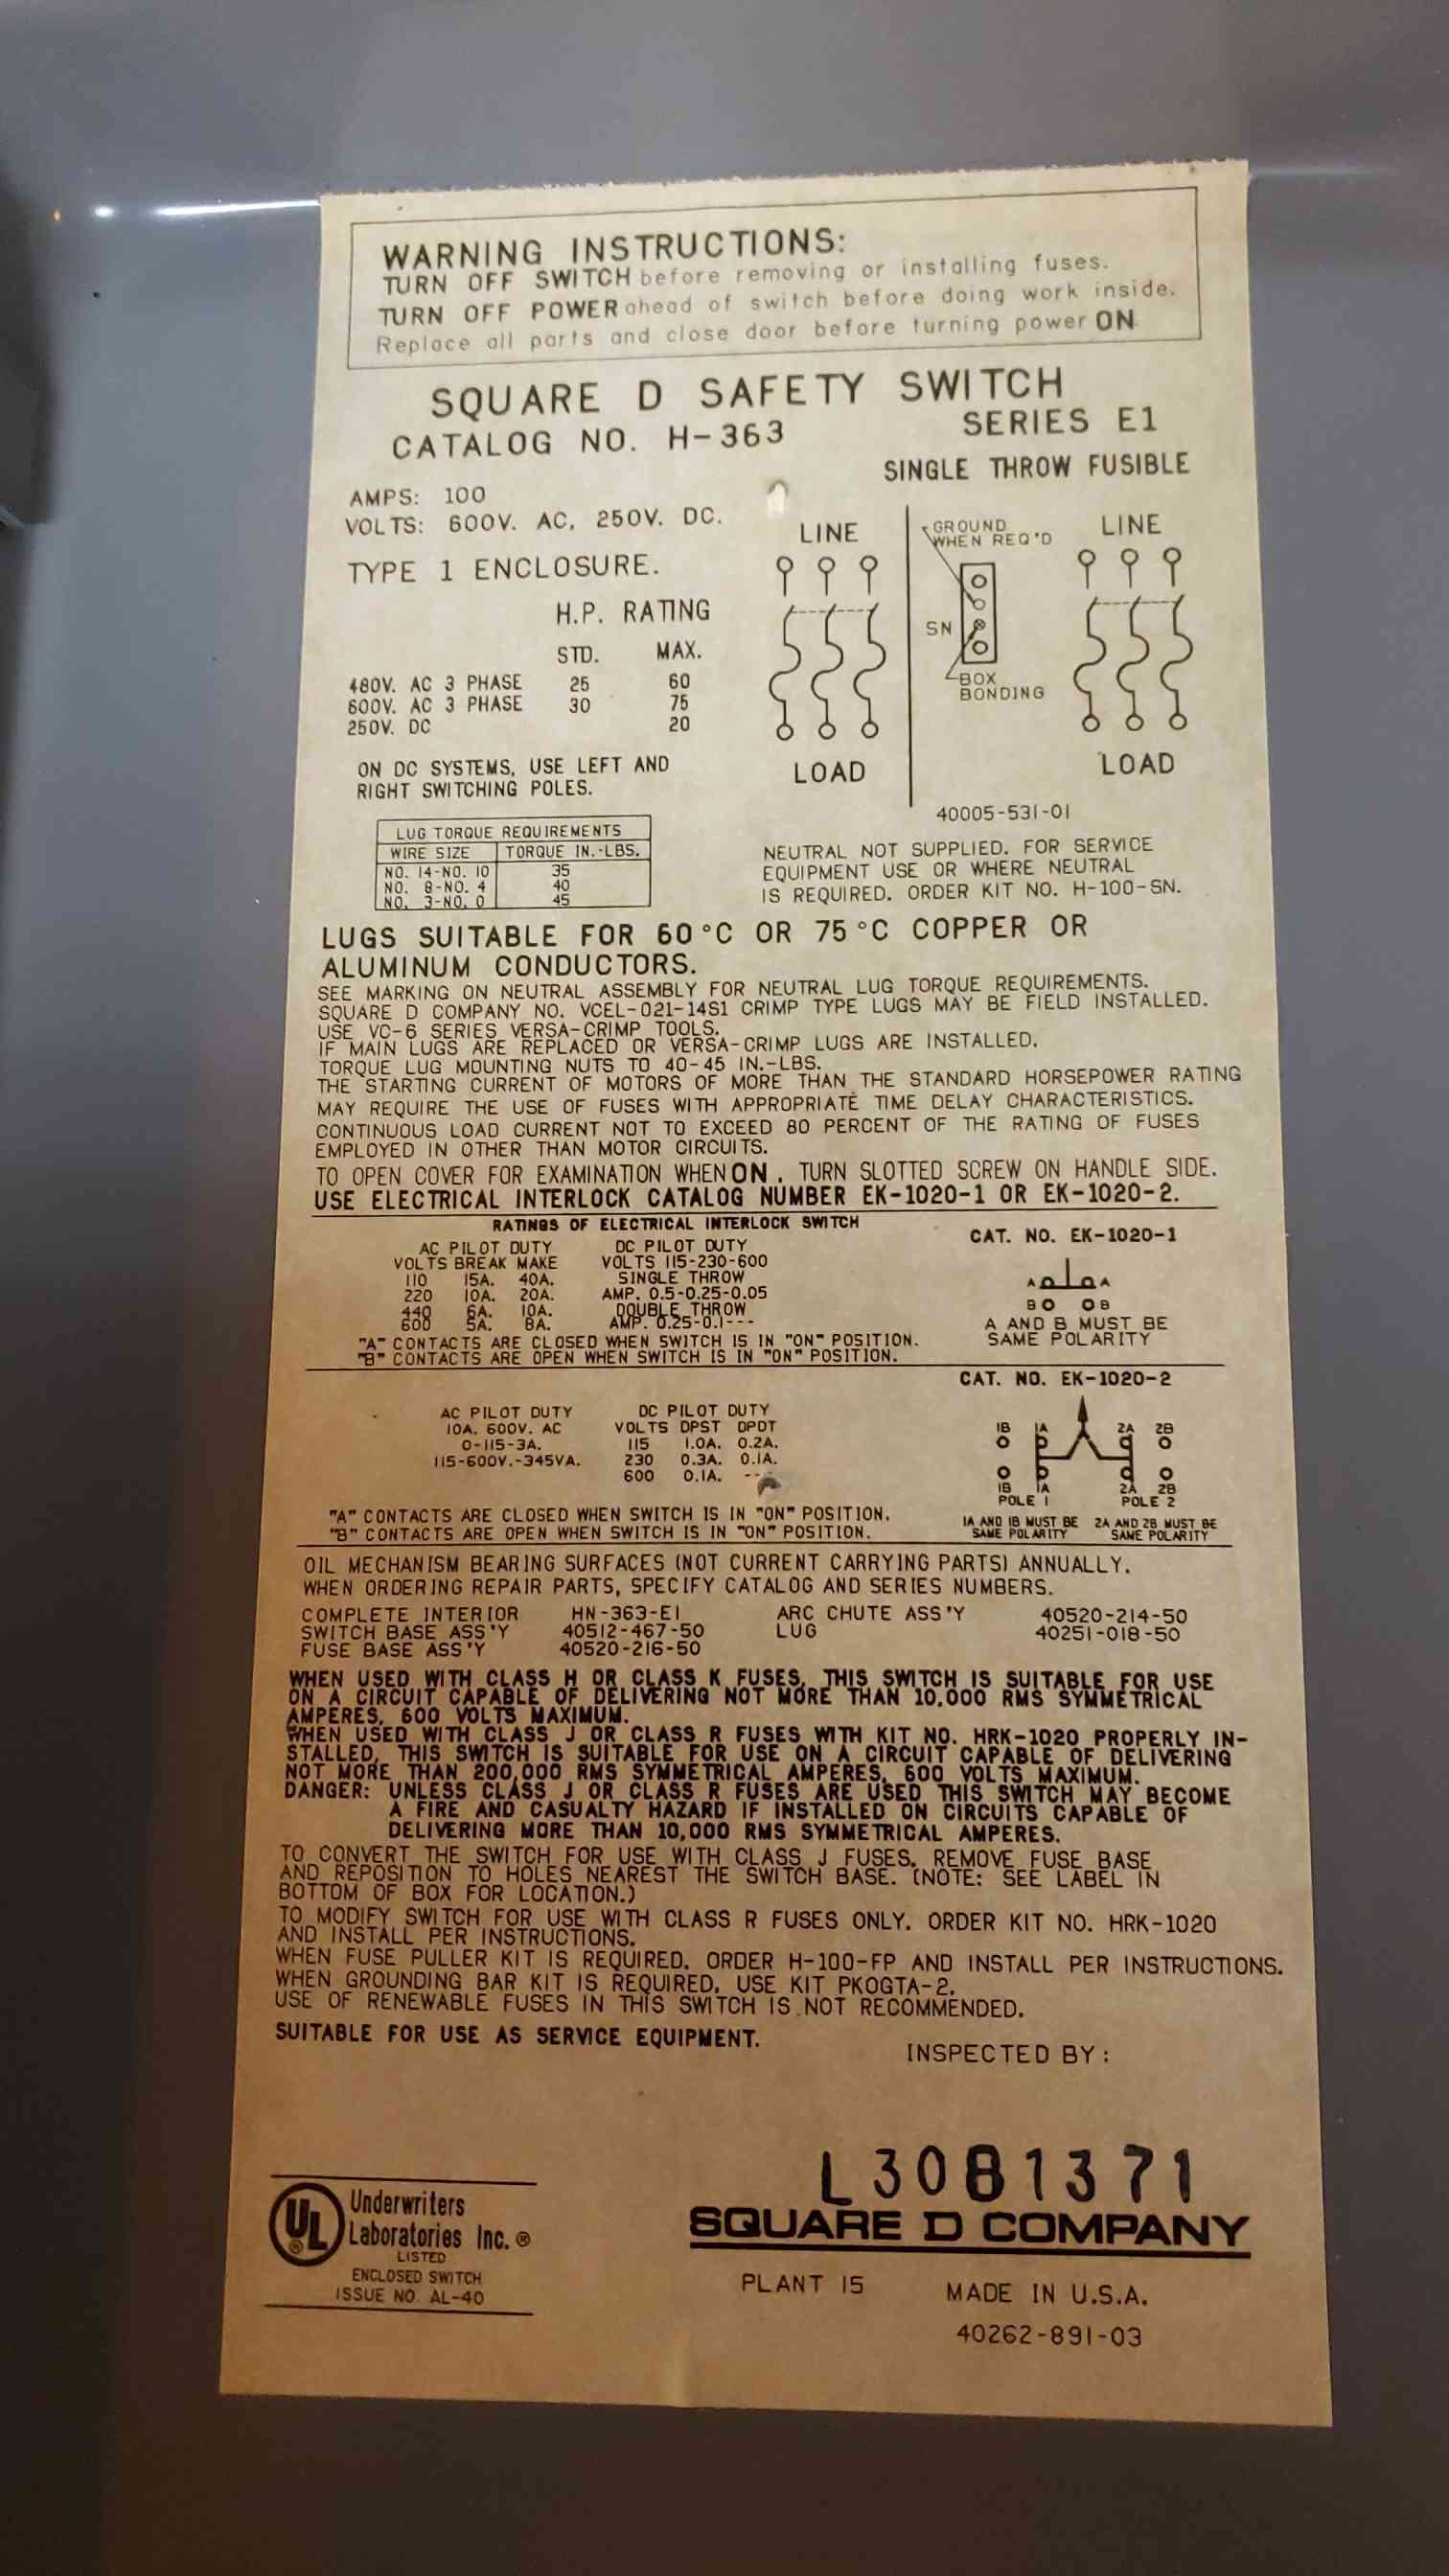 WARNING INSTRUCTIONS:
TURN OFF SWITCH before removing or installing fuses.
TURN OFF POWER ahead of switch before doing work inside.
Replace all parts and close door before turning power ON
SQUARE D SAFETY SWITCH
CATALOG NO. H-363 SERIES E1
SINGLE THROW FUSIBLE
AMPS: 100
VOLTS: 600V. AC, 250V. DC.
TYPE 1 ENCLOSURE.
H.P. RATING
STD. MAX.
480V. AC 3 PHASE 25 60
600V. AC 3 PHASE 30 75
250V. DC 20
ON DC SYSTEMS, USE LEFT AND
RIGHT SWITCHING POLES.
LINE
LOAD
GROUND
WHEN REQ'D
SN
BOX
BONDING
LINE
LOAD
40005-531-01
LUG TORQUE REQUIREMENTS
WIRE SIZE TORQUE IN.-LBS.
NO. 14-NO. 10 35
NO. 8-NO. 4 40
NO. 3-NO. 0 45
NEUTRAL NOT SUPPLIED. FOR SERVICE
EQUIPMENT USE OR WHERE NEUTRAL
IS REQUIRED. ORDER KIT NO. H-100-SN.
LUGS SUITABLE FOR 60°C OR 75°C COPPER OR
ALUMINUM CONDUCTORS.
SEE MARKING ON NEUTRAL ASSEMBLY FOR NEUTRAL LUG TORQUE REQUIREMENTS.
SQUARE D COMPANY NO. VCEL-021-14S1 CRIMP TYPE LUGS MAY BE FIELD INSTALLED.
USE VC-6 SERIES VERSA-CRIMP TOOLS.
IF MAIN LUGS ARE REPLACED OR VERSA-CRIMP LUGS ARE INSTALLED.
TORQUE LUG MOUNTING NUTS TO 40-45 IN.-LBS.
THE STARTING CURRENT OF MOTORS OF MORE THAN THE STANDARD HORSEPOWER RATING
MAY REQUIRE THE USE OF FUSES WITH APPROPRIATE TIME DELAY CHARACTERISTICS.
CONTINUOUS LOAD CURRENT NOT TO EXCEED 80 PERCENT OF THE RATING OF FUSES
EMPLOYED IN OTHER THAN MOTOR CIRCUITS.
TO OPEN COVER FOR EXAMINATION WHEN ON, TURN SLOTTED SCREW ON HANDLE SIDE.
USE ELECTRICAL INTERLOCK CATALOG NUMBER EK-1020-1 OR EK-1020-2.
RATINGS OF ELECTRICAL INTERLOCK SWITCH
AC PILOT DUTY DC PILOT DUTY
VOLTS BREAK MAKE VOLTS 115-230-600
110 15A. 40A. SINGLE THROW
220 10A. 20A. AMP. 0.5-0.25-0.05
440 6A. 10A. DOUBLE THROW
600 5A. 8A. AMP. 0.25-0.1---
"A" CONTACTS ARE CLOSED WHEN SWITCH IS IN "ON" POSITION.
"B" CONTACTS ARE OPEN WHEN SWITCH IS IN "ON" POSITION.
CAT. NO. EK-1020-1
A A
B B
A AND B MUST BE
SAME POLARITY
CAT. NO. EK-1020-2
AC PILOT DUTY DC PILOT DUTY
10A. 600V. AC VOLTS DPST DPDT
0-115-3A. 115 1.0A. 0.2A.
115-600V.-345VA. 230 0.3A. 0.1A.
600 0.1A. --
1B 1A 2A 2B
1B 1A 2A 2B
POLE 1 POLE 2
"A" CONTACTS ARE CLOSED WHEN SWITCH IS IN "ON" POSITION.
"B" CONTACTS ARE OPEN WHEN SWITCH IS IN "ON" POSITION.
1A AND 1B MUST BE 2A AND 2B MUST BE
SAME POLARITY SAME POLARITY
OIL MECHANISM BEARING SURFACES (NOT CURRENT CARRYING PARTS) ANNUALLY.
WHEN ORDERING REPAIR PARTS, SPECIFY CATALOG AND SERIES NUMBERS.
COMPLETE INTERIOR HN-363-E1 ARC CHUTE ASS'Y 40520-214-50
SWITCH BASE ASS'Y 40512-467-50 LUG 40251-018-50
FUSE BASE ASS'Y 40520-216-50
WHEN USED WITH CLASS H OR CLASS K FUSES, THIS SWITCH IS SUITABLE FOR USE
ON A CIRCUIT CAPABLE OF DELIVERING NOT MORE THAN 10,000 RMS SYMMETRICAL
AMPERES, 600 VOLTS MAXIMUM.
WHEN USED WITH CLASS J OR CLASS R FUSES WITH KIT NO. HRK-1020 PROPERLY IN-
STALLED, THIS SWITCH IS SUITABLE FOR USE ON A CIRCUIT CAPABLE OF DELIVERING
NOT MORE THAN 200,000 RMS SYMMETRICAL AMPERES, 600 VOLTS MAXIMUM.
DANGER: UNLESS CLASS J OR CLASS R FUSES ARE USED THIS SWITCH MAY BECOME
A FIRE AND CASUALTY HAZARD IF INSTALLED ON CIRCUITS CAPABLE OF
DELIVERING MORE THAN 10,000 RMS SYMMETRICAL AMPERES.
TO CONVERT THE SWITCH FOR USE WITH CLASS J FUSES, REMOVE FUSE BASE
AND REPOSITION TO HOLES NEAREST THE SWITCH BASE. (NOTE: SEE LABEL IN
BOTTOM OF BOX FOR LOCATION.)
TO MODIFY SWITCH FOR USE WITH CLASS R FUSES ONLY. ORDER KIT NO. HRK-1020
AND INSTALL PER INSTRUCTIONS.
WHEN FUSE PULLER KIT IS REQUIRED. ORDER H-100-FP AND INSTALL PER INSTRUCTIONS.
WHEN GROUNDING BAR KIT IS REQUIRED, USE KIT PKOGTA-2.
USE OF RENEWABLE FUSES IN THIS SWITCH IS NOT RECOMMENDED.
SUITABLE FOR USE AS SERVICE EQUIPMENT.
INSPECTED BY:
L3081371
SQUARE D COMPANY
PLANT 15 MADE IN U.S.A.
40262-891-03
UL ®
Underwriters
Laboratories Inc. ®
LISTED
ENCLOSED SWITCH
ISSUE NO. AL-40